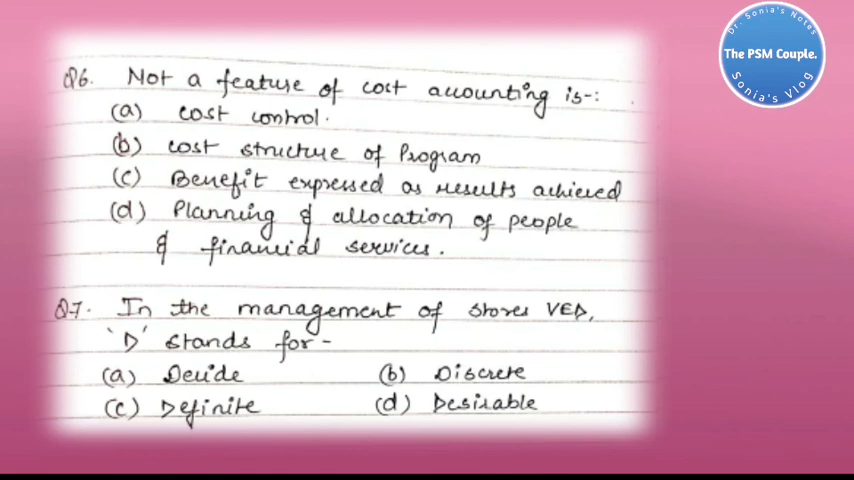 Dr. Sonia's Notes
The PSM Couple.
Sonia's Vlog
Q6. Not a feature of cost accounting is-:
(a) cost control.
(b) cost structure of Program
(c) Benefit expressed as results achieved
(d) Planning & allocation of people
& financial services.
Q7. In the management of stores VED,
'D' stands for-
(a) Decide (b) Discrete
(c) Definite (d) Desirable